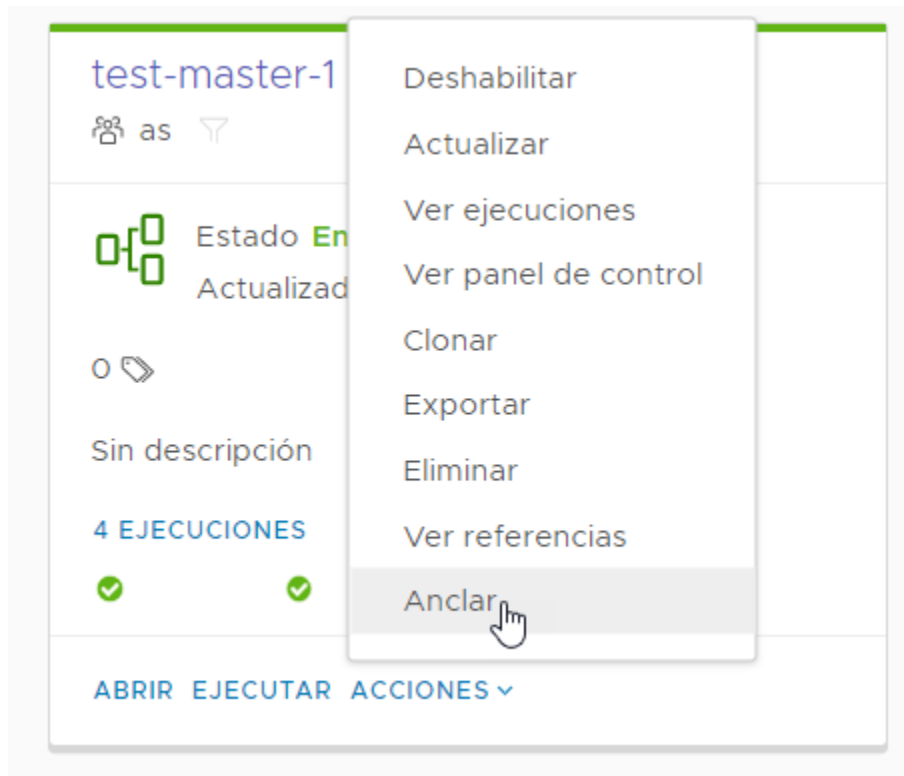 test-master-1
as
Estado En
Actualizad
0
Sin descripción
4 EJECUCIONES
ABRIR EJECUTAR ACCIONES
Deshabilitar
Actualizar
Ver ejecuciones
Ver panel de control
Clonar
Exportar
Eliminar
Ver referencias
Anclar